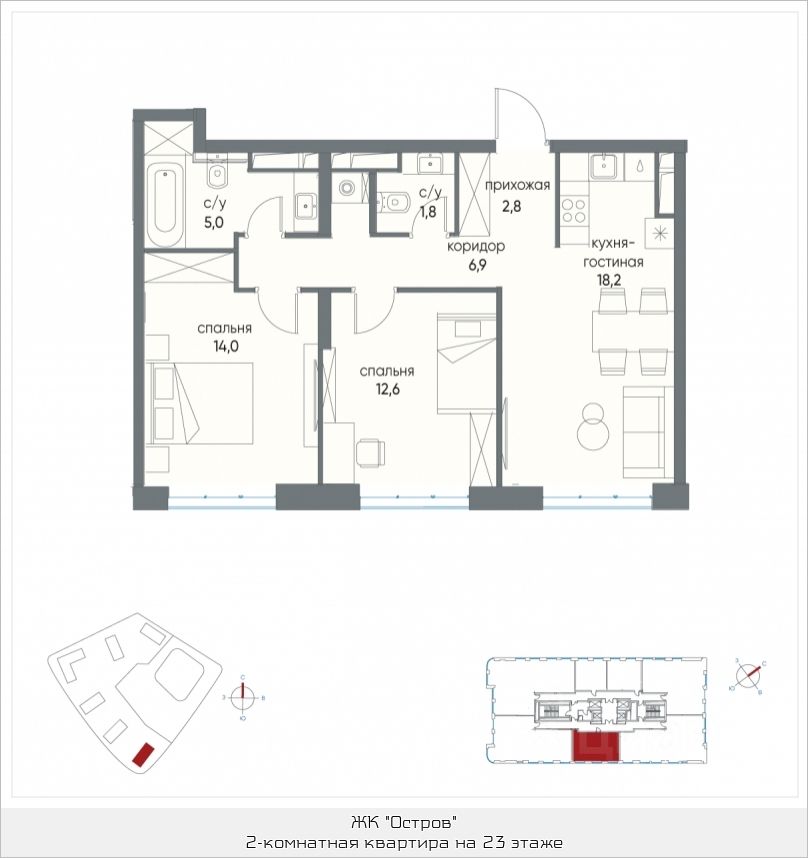 с/у
5,0
с/у
1,8
прихожая
2,8
коридор
6,9
кухня-
гостиная
18,2
спальня
14,0
спальня
12,6
С
З
В
Ю
З
С
Ю
В
ЖК "Остров"
2-комнатная квартира на 23 этаже